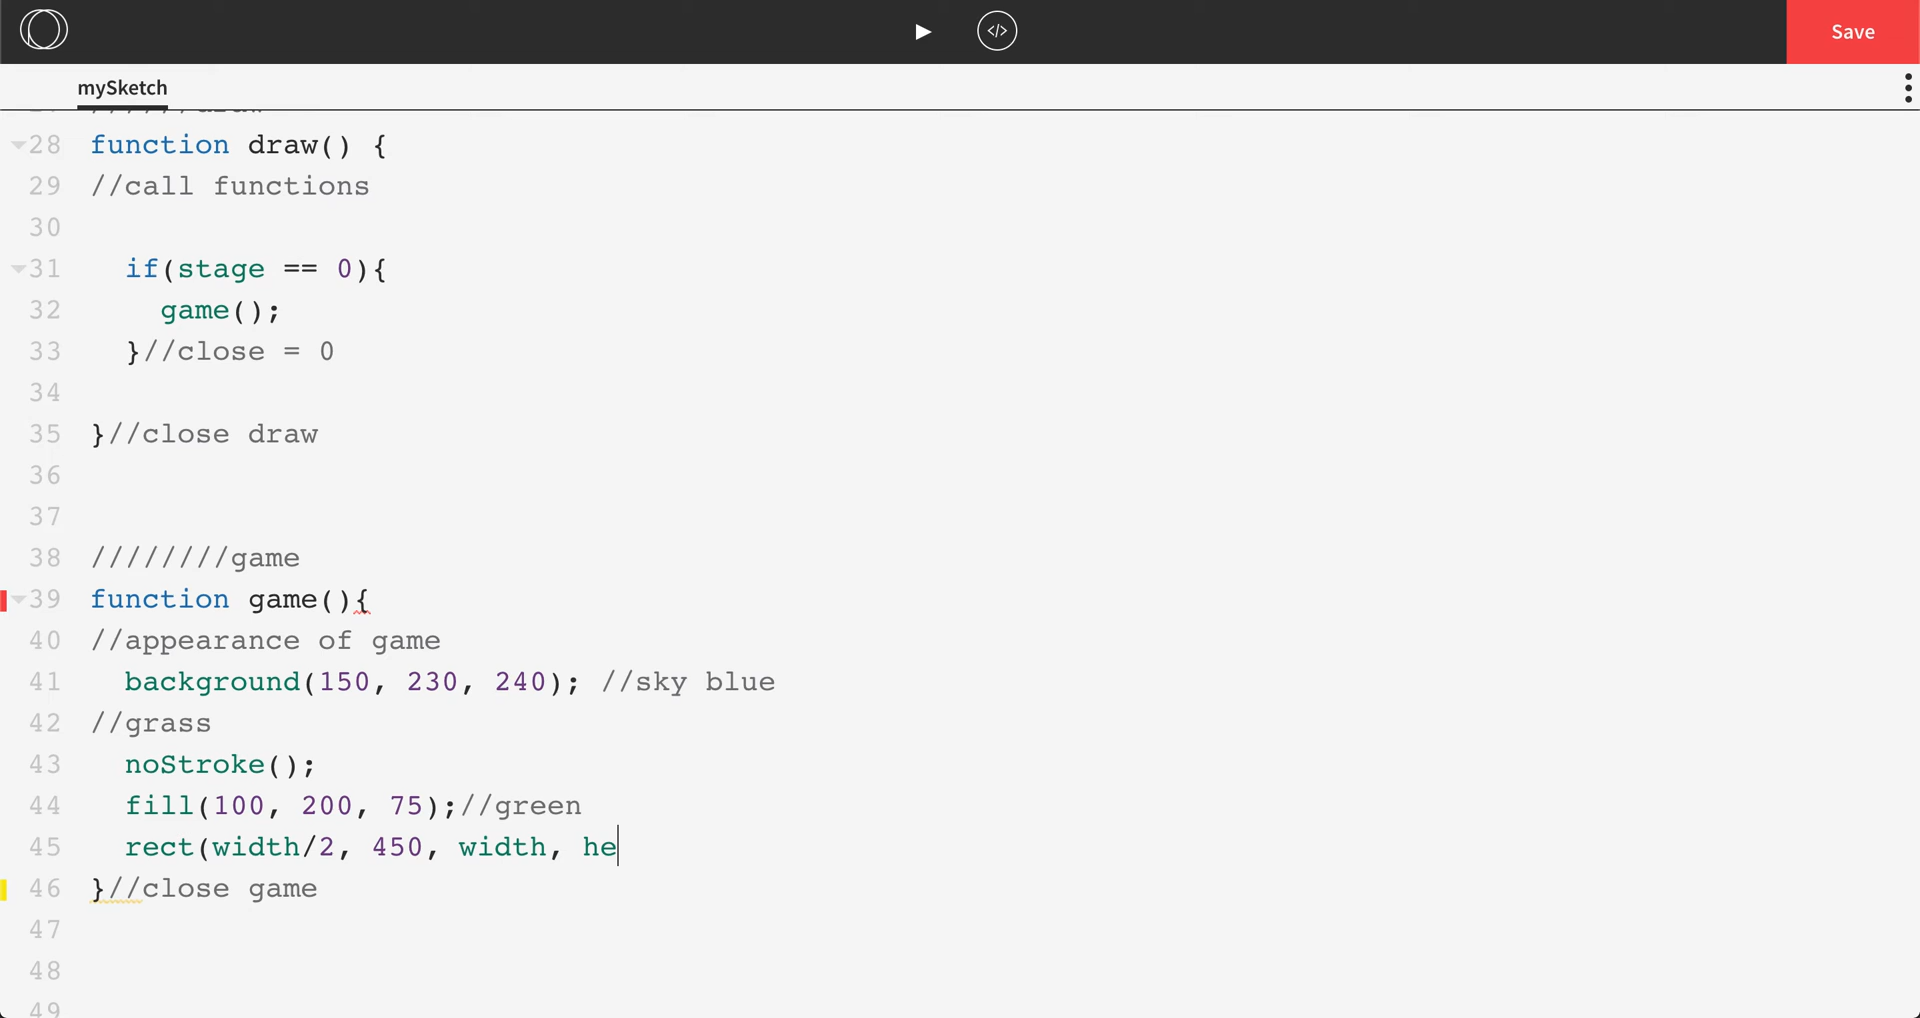 </>
Save
mySketch
28 function draw() {
29 //call functions
30
31 if(stage == 0){
32 game();
33 }//close = 0
34
35 }//close draw
36
37
38 ////////game
39 function game(){
40 //appearance of game
41 background(150, 230, 240); //sky blue
42 //grass
43 noStroke();
44 fill(100, 200, 75);//green
45 rect(width/2, 450, width, he
46 }//close game
47
48
49